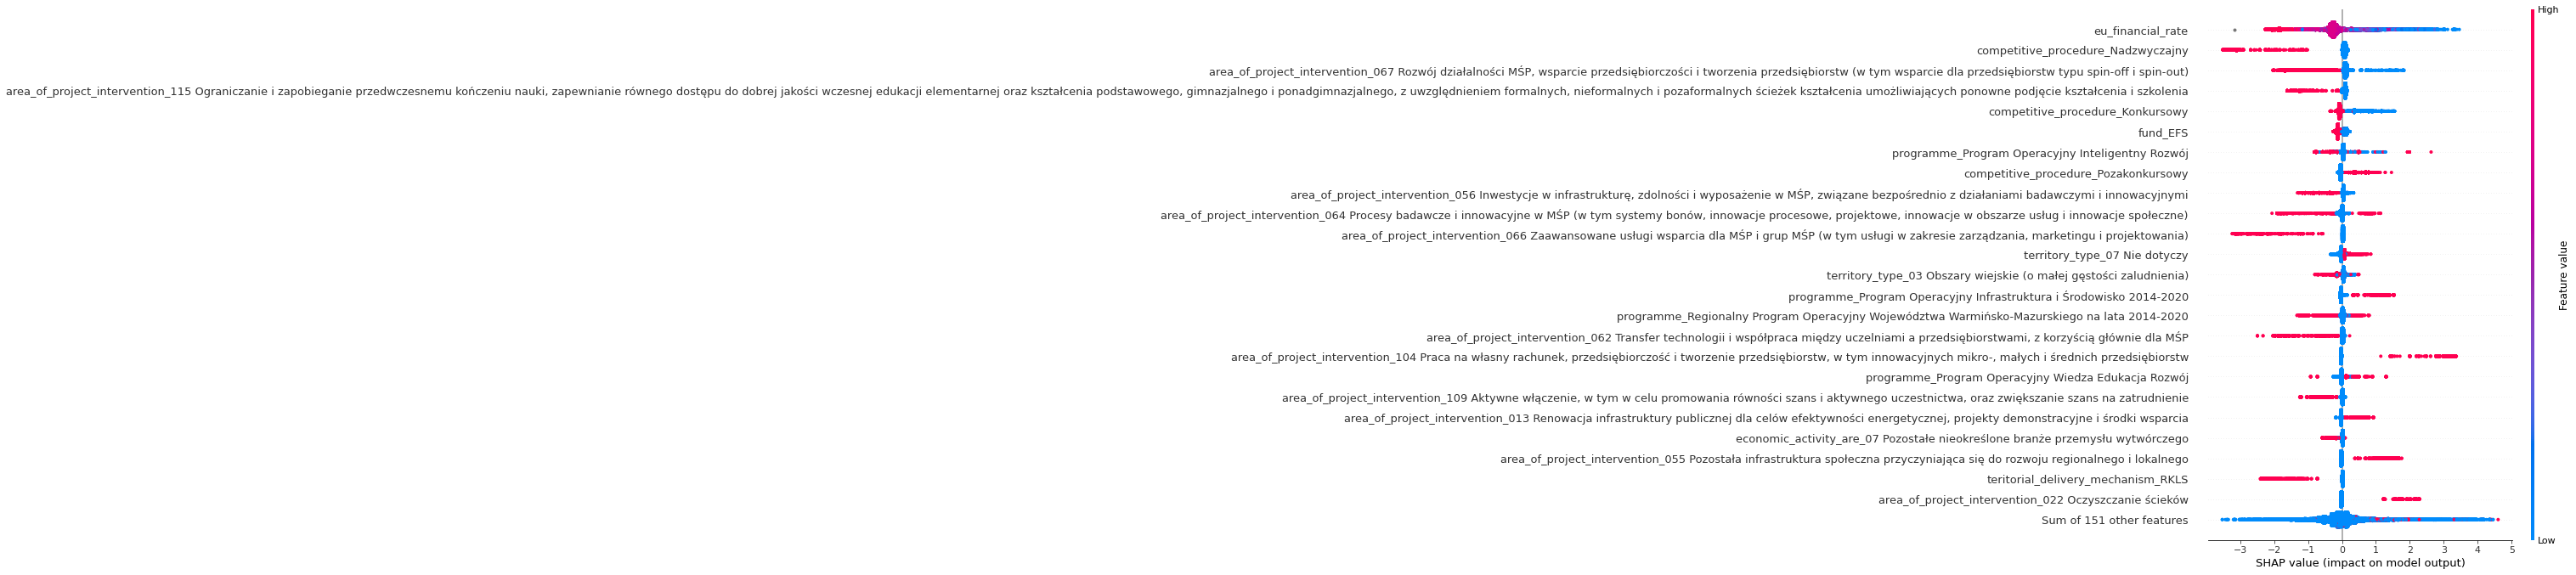 High
eu_financial_rate
competitive_procedure_Nadzwyczajny
area_of_project_intervention_067 Rozwój działalności MŚP, wsparcie przedsiębiorczości i tworzenia przedsiębiorstw (w tym wsparcie dla przedsiębiorstw typu spin-off i spin-out)
area_of_project_intervention_115 Ograniczanie i zapobieganie przedwczesnemu kończeniu nauki, zapewnianie równego dostępu do dobrej jakości wczesnej edukacji elementarnej oraz kształcenia podstawowego, gimnazjalnego i ponadgimnazjalnego, z uwzględnieniem formalnych, nieformalnych i pozaformalnych ścieżek kształcenia umożliwiających ponowne podjęcie kształcenia i szkolenia
competitive_procedure_Konkursowy
fund_EFS
programme_Program Operacyjny Inteligentny Rozwój
competitive_procedure_Pozakonkursowy
area_of_project_intervention_056 Inwestycje w infrastrukturę, zdolności i wyposażenie w MŚP, związane bezpośrednio z działaniami badawczymi i innowacyjnymi
area_of_project_intervention_064 Procesy badawcze i innowacyjne w MŚP (w tym systemy bonów, innowacje procesowe, projektowe, innowacje w obszarze usług i innowacje społeczne)
area_of_project_intervention_066 Zaawansowane usługi wsparcia dla MŚP i grup MŚP (w tym usługi w zakresie zarządzania, marketingu i projektowania)
territory_type_07 Nie dotyczy
territory_type_03 Obszary wiejskie (o małej gęstości zaludnienia)
programme_Program Operacyjny Infrastruktura i Środowisko 2014-2020
programme_Regionalny Program Operacyjny Województwa Warmińsko-Mazurskiego na lata 2014-2020
area_of_project_intervention_062 Transfer technologii i współpraca między uczelniami a przedsiębiorstwami, z korzyścią głównie dla MŚP
area_of_project_intervention_104 Praca na własny rachunek, przedsiębiorczość i tworzenie przedsiębiorstw, w tym innowacyjnych mikro-, małych i średnich przedsiębiorstw
programme_Program Operacyjny Wiedza Edukacja Rozwój
area_of_project_intervention_109 Aktywne włączenie, w tym w celu promowania równości szans i aktywnego uczestnictwa, oraz zwiększanie szans na zatrudnienie
area_of_project_intervention_013 Renowacja infrastruktury publicznej dla celów efektywności energetycznej, projekty demonstracyjne i środki wsparcia
economic_activity_are_07 Pozostałe nieokreślone branże przemysłu wytwórczego
area_of_project_intervention_055 Pozostała infrastruktura społeczna przyczyniająca się do rozwoju regionalnego i lokalnego
teritorial_delivery_mechanism_RKLS
area_of_project_intervention_022 Oczyszczanie ścieków
Sum of 151 other features
Feature value
Low
−3 −2 −1 0 1 2 3 4 5
SHAP value (impact on model output)